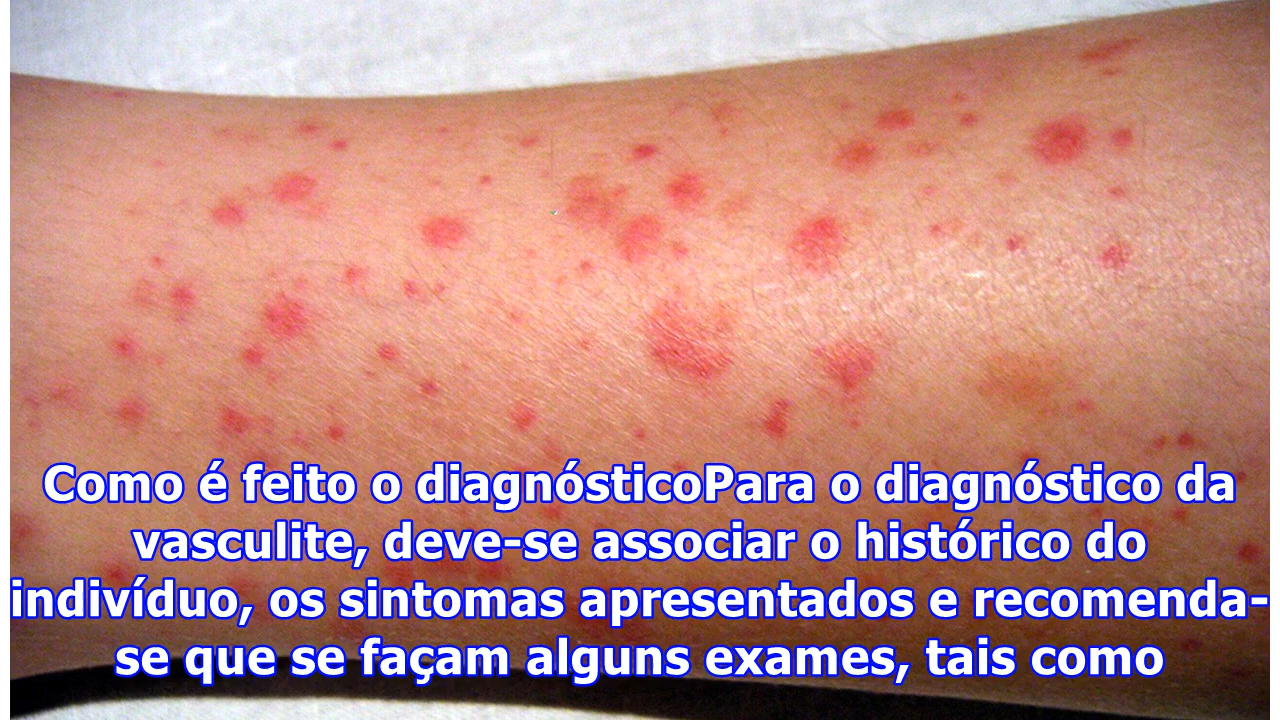 Como é feito o diagnósticoPara o diagnóstico da
vasculite, deve-se associar o histórico do
indivíduo, os sintomas apresentados e recomenda-
se que se façam alguns exames, tais como